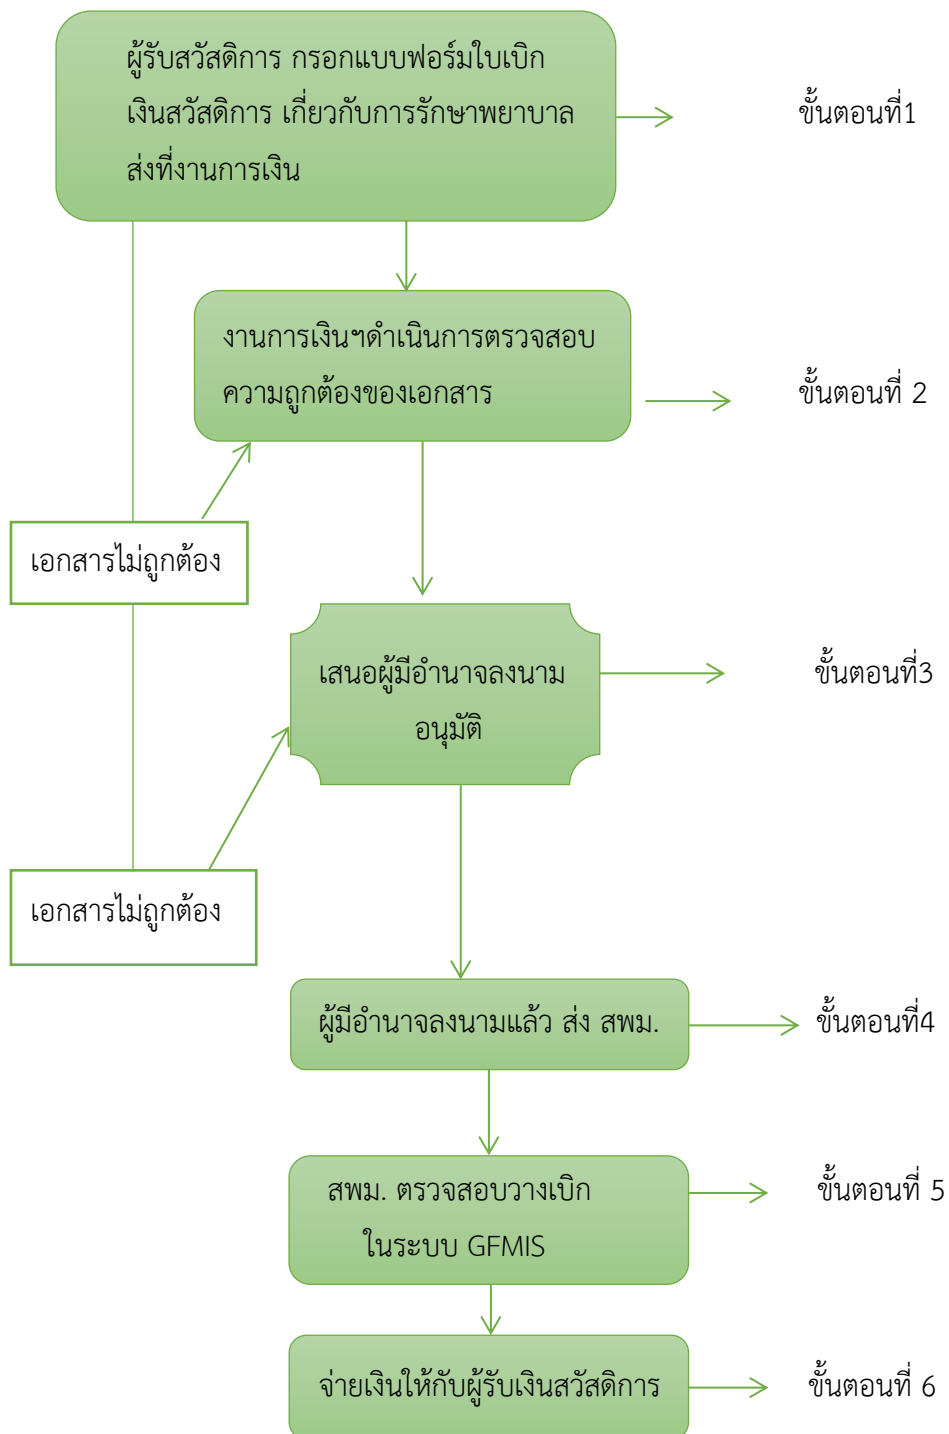 ผู้รับสวัสดิการ กรอกแบบฟอร์มใบเบิก
เงินสวัสดิการ เกี่ยวกับการรักษาพยาบาล
ส่งที่งานการเงิน
ขั้นตอนที่1
งานการเงินฯดำเนินการตรวจสอบ
ความถูกต้องของเอกสาร
ขั้นตอนที่ 2
เอกสารไม่ถูกต้อง
เสนอผู้มีอำนาจลงนาม
อนุมัติ
ขั้นตอนที่3
เอกสารไม่ถูกต้อง
ผู้มีอำนาจลงนามแล้ว ส่ง สพม.
ขั้นตอนที่4
สพม. ตรวจสอบวางเบิก
ในระบบ GFMIS
ขั้นตอนที่ 5
จ่ายเงินให้กับผู้รับเงินสวัสดิการ
ขั้นตอนที่ 6